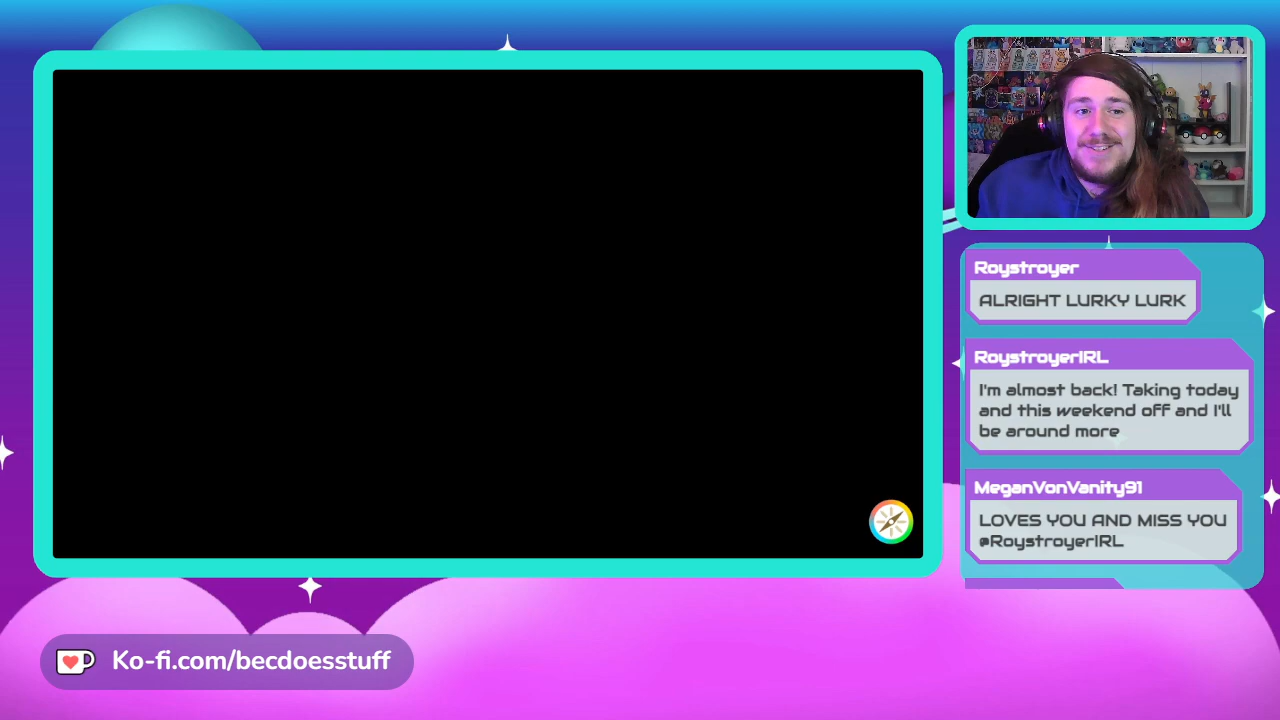 Roystroyer
ALRIGHT LURKY LURK
RoystroyerIRL
I'm almost back! Taking today
and this weekend off and I'll
be around more
MeganVonVanity91
LOVES YOU AND MISS YOU
@RoystroyerIRL
Ko-fi.com/becdoesstuff